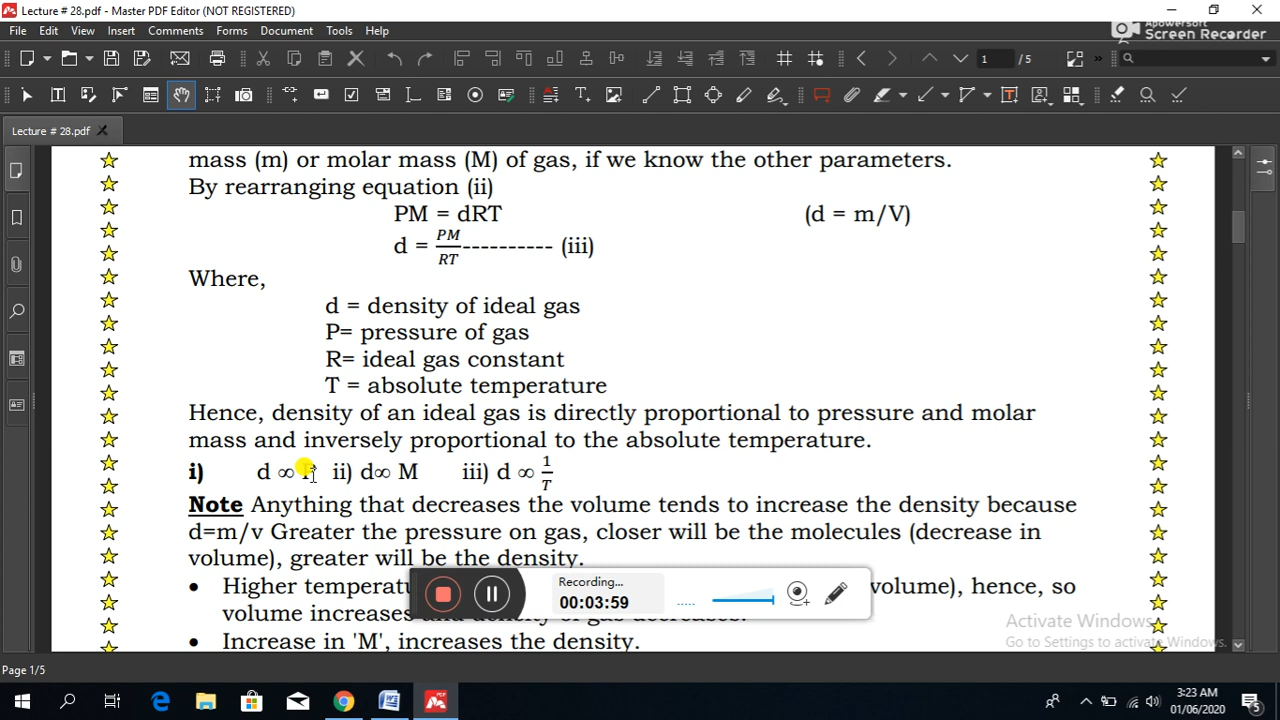 Lecture # 28.pdf - Master PDF Editor (NOT REGISTERED)
File Edit View Insert Comments Forms Document Tools Help
Apowersoft
Screen Recorder
1 / 5
Lecture # 28.pdf
mass (m) or molar mass (M) of gas, if we know the other parameters.
By rearranging equation (ii)
PM = dRT (d = m/V)
d = PM/RT ---------- (iii)
Where,
d = density of ideal gas
P= pressure of gas
R= ideal gas constant
T = absolute temperature
Hence, density of an ideal gas is directly proportional to pressure and molar
mass and inversely proportional to the absolute temperature.
i) d ∞ P ii) d∞ M iii) d ∞ 1/T
Note Anything that decreases the volume tends to increase the density because
d=m/v Greater the pressure on gas, closer will be the molecules (decrease in
volume), greater will be the density.
• Higher volume), hence, so
volume increases
• Increase in 'M', increases the density.
Recording...
00:03:59
Activate Windows
Go to Settings to activate Windows.
Page 1/5
3:23 AM
01/06/2020
5